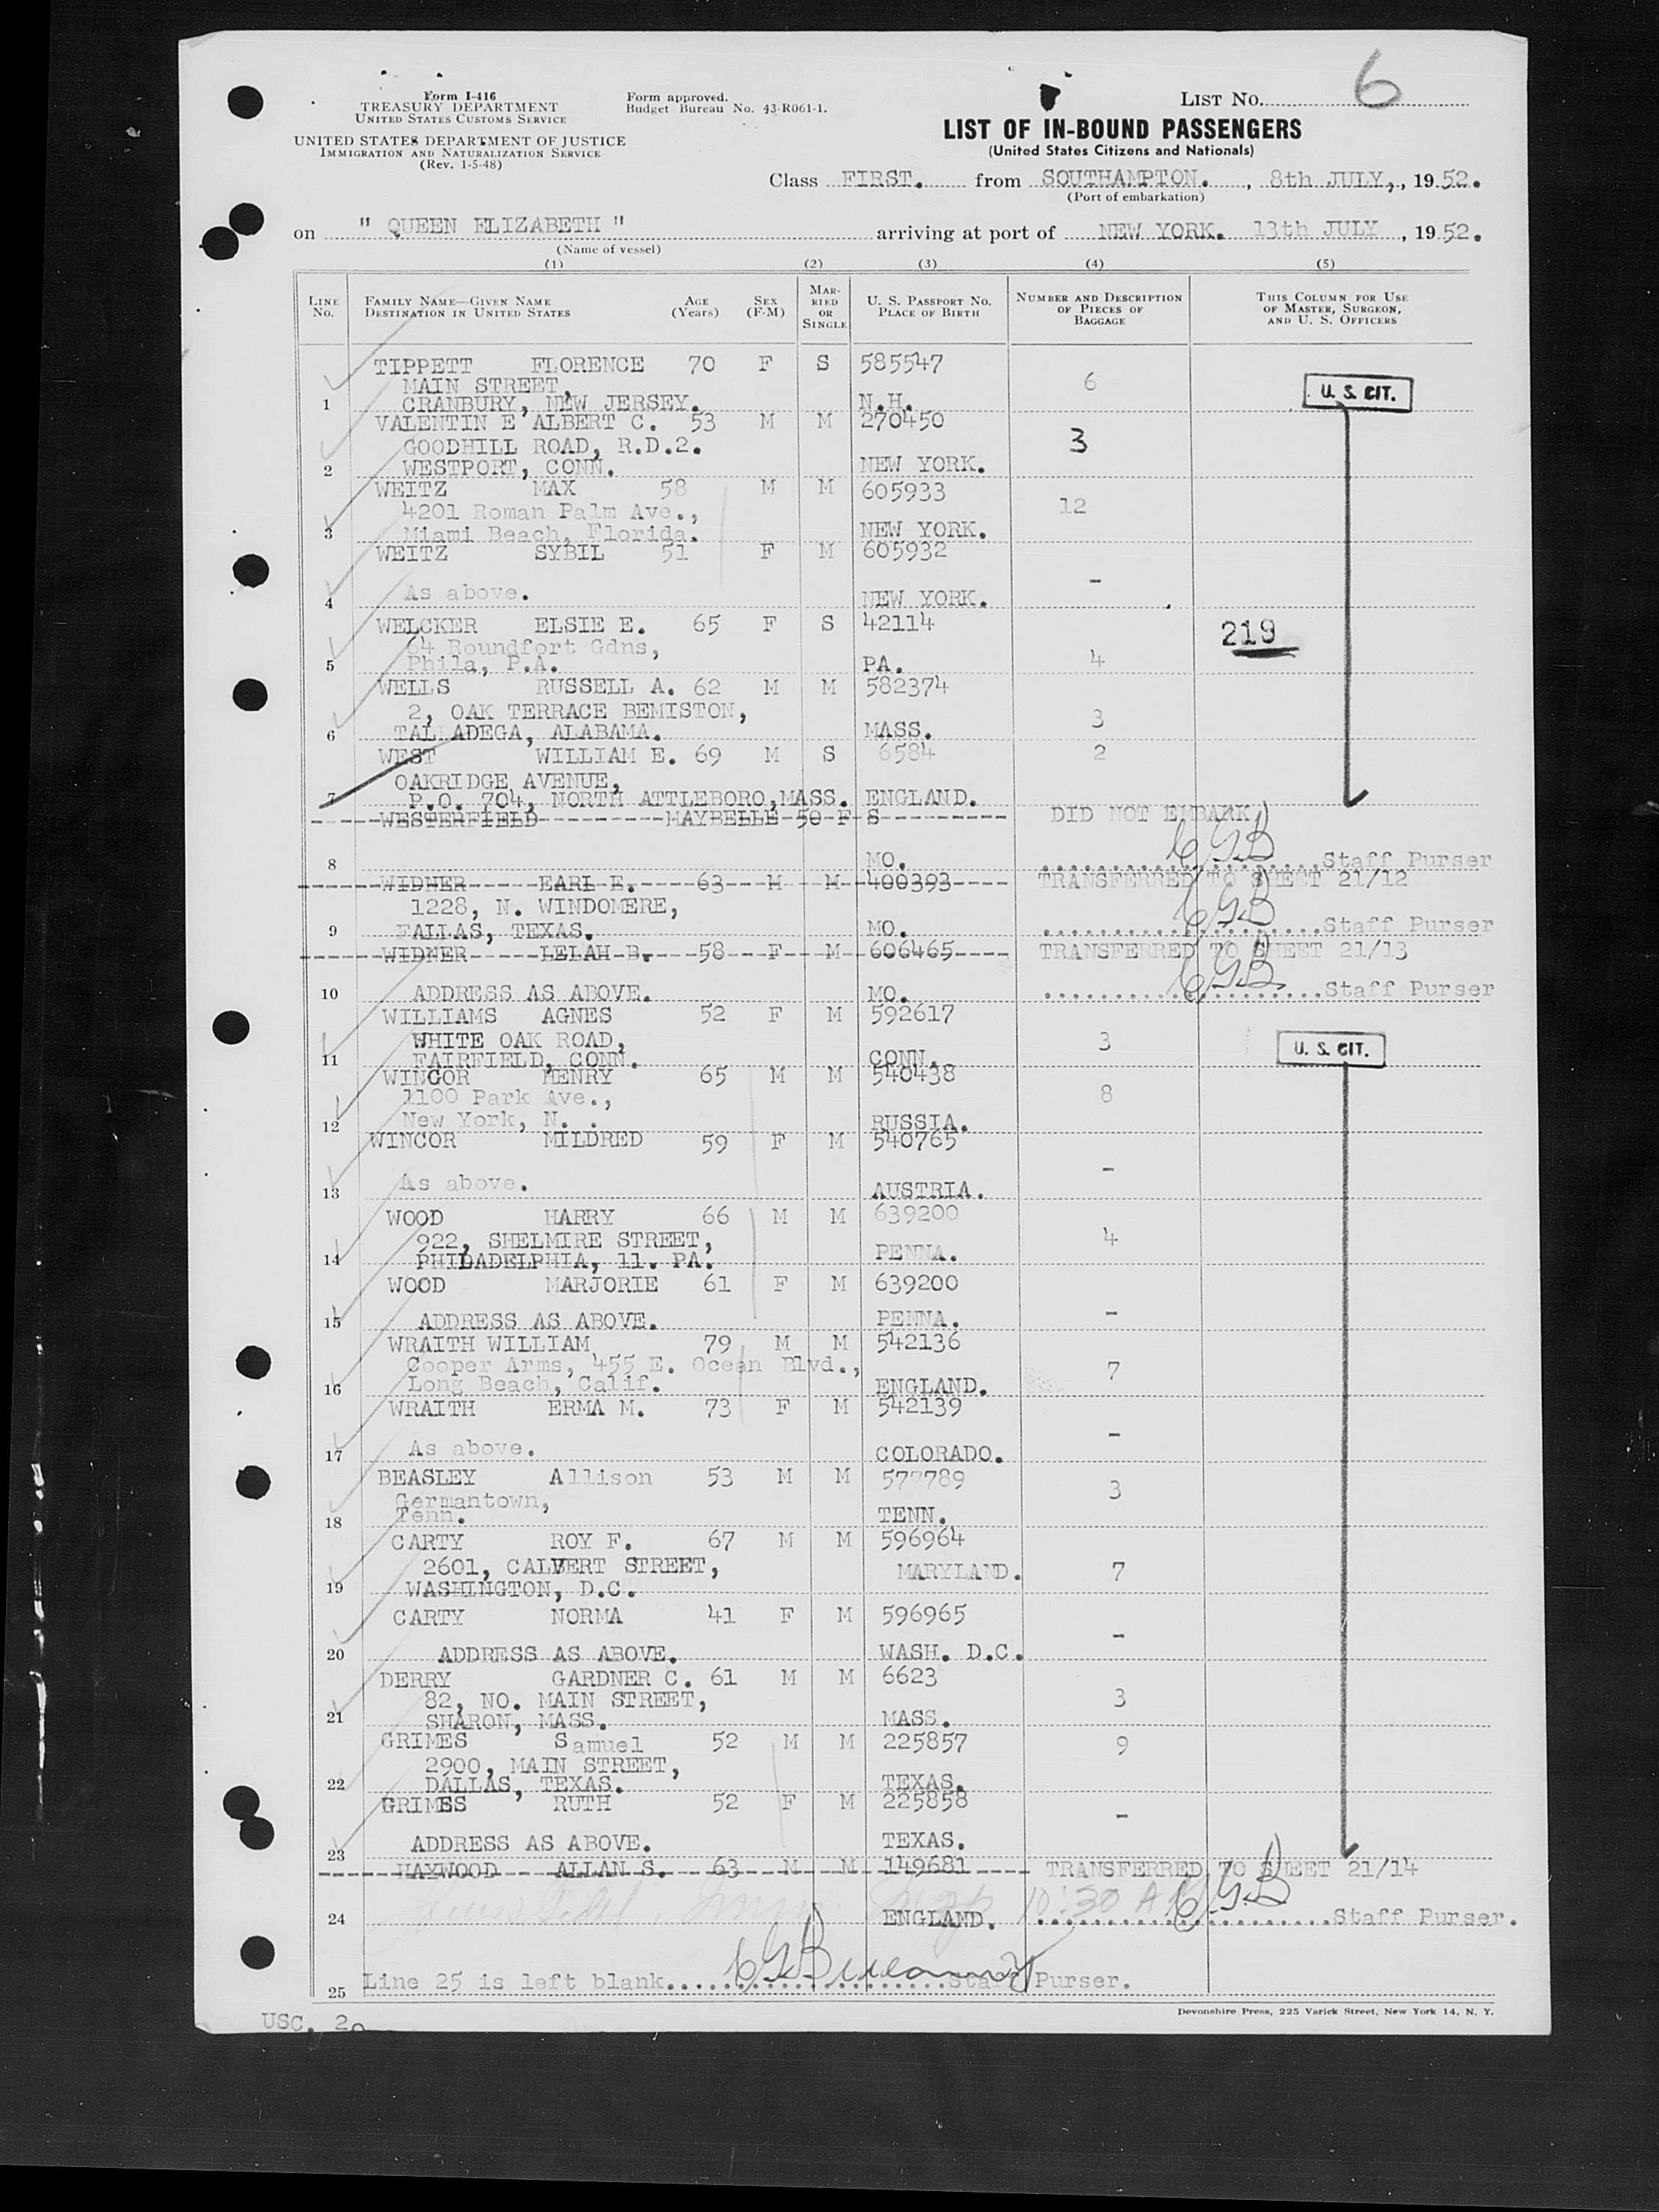 Form I-416
TREASURY DEPARTMENT
UNITED STATES CUSTOMS SERVICE
UNITED STATES DEPARTMENT OF JUSTICE
IMMIGRATION AND NATURALIZATION SERVICE
(Rev. 1-5-48)
Form approved.
Budget Bureau No. 43-R061-1.
LIST NO. 6
LIST OF IN-BOUND PASSENGERS
(United States Citizens and Nationals)
Class FIRST. from SOUTHAMPTON. , 8th JULY, , 19 52.
(Port of embarkation)
on " QUEEN ELIZABETH " arriving at port of NEW YORK. 13th JULY , 19 52.
(Name of vessel)
(1) (2) (3) (4) (5)
LINE NO. FAMILY NAME—GIVEN NAME DESTINATION IN UNITED STATES AGE (Years) SEX (F-M) MARRIED OR SINGLE U. S. PASSPORT NO. PLACE OF BIRTH NUMBER AND DESCRIPTION OF PIECES OF BAGGAGE THIS COLUMN FOR USE OF MASTER, SURGEON, AND U. S. OFFICERS
TIPPETT FLORENCE 70 F S 585547
MAIN STREET, 6 U. S. CIT.
1 CRANBURY, NEW JERSEY. N.H.
VALENTIN E ALBERT C. 53 M M 270450
GOODHILL ROAD, R.D.2. 3
2 WESTPORT, CONN. NEW YORK.
WEITZ MAX 58 M M 605933
4201 Roman Palm Ave., 12
3 Miami Beach, Florida. NEW YORK.
WEITZ SYBIL 51 F M 605932
4 As above. NEW YORK. -
WELCKER ELSIE E. 65 F S 42114 219
64 Roundfort Gdns,
5 Phila, P.A. PA. 4
WELLS RUSSELL A. 62 M M 582374
2, OAK TERRACE BEMISTON, 3
6 TALLADEGA, ALABAMA. MASS.
WEST WILLIAM E. 69 M S 6584 2
OAKRIDGE AVENUE,
7 P.O. 704, NORTH ATTLEBORO, MASS. ENGLAND.
WESTERFIELD MAYBELLE 50 F S DID NOT EMBARK
8 MO. CGB Staff Purser
WIDNER EARL E. 63 M M 400393 TRANSFERRED TO SHEET 21/12
1228, N. WINDOMERE,
9 FALLAS, TEXAS. MO. CGB Staff Purser
WIDNER LELAH B. 58 F M 606465 TRANSFERRED TO SHEET 21/13
10 ADDRESS AS ABOVE. MO. CGB Staff Purser
WILLIAMS AGNES 52 F M 592617
WHITE OAK ROAD, 3 U. S. CIT.
11 FAIRFIELD, CONN. CONN.
WINCOR HENRY 65 M M 540438
1100 Park Ave., 8
12 New York, N. . RUSSIA.
WINCOR MILDRED 59 F M 540765
13 As above. AUSTRIA. -
WOOD HARRY 66 M M 639200
922, SHELMIRE STREET, 4
14 PHILADELPHIA, 11. PA. PENNA.
WOOD MARJORIE 61 F M 639200
15 ADDRESS AS ABOVE. PENNA. -
WRAITH WILLIAM 79 M M 542136
Cooper Arms, 455 E. Ocean Blvd., 7
16 Long Beach, Calif. ENGLAND.
WRAITH ERMA M. 73 F M 542139
17 As above. COLORADO. -
BEASLEY Allison 53 M M 577789
Germantown, 3
18 Tenn. TENN.
CARTY ROY F. 67 M M 596964
2601, CALVERT STREET, MARYLAND. 7
19 WASHINGTON, D.C.
CARTY NORMA 41 F M 596965
20 ADDRESS AS ABOVE. WASH. D.C. -
DERRY GARDNER C. 61 M M 6623
82, NO. MAIN STREET, 3
21 SHARON, MASS. MASS.
GRIMES Samuel 52 M M 225857 9
2900, MAIN STREET,
22 DALLAS, TEXAS. TEXAS.
GRIMES RUTH 52 F M 225858
23 ADDRESS AS ABOVE. TEXAS. -
HAYWOOD ALLAN S. 63 M M 149681 TRANSFERRED TO SHEET 21/14
10:30 A
24 ENGLAND. CGB Staff Purser.
25 Line 25 is left blank. Staff Purser.
Devonshire Press, 225 Varick Street, New York 14, N. Y.
USC. 20